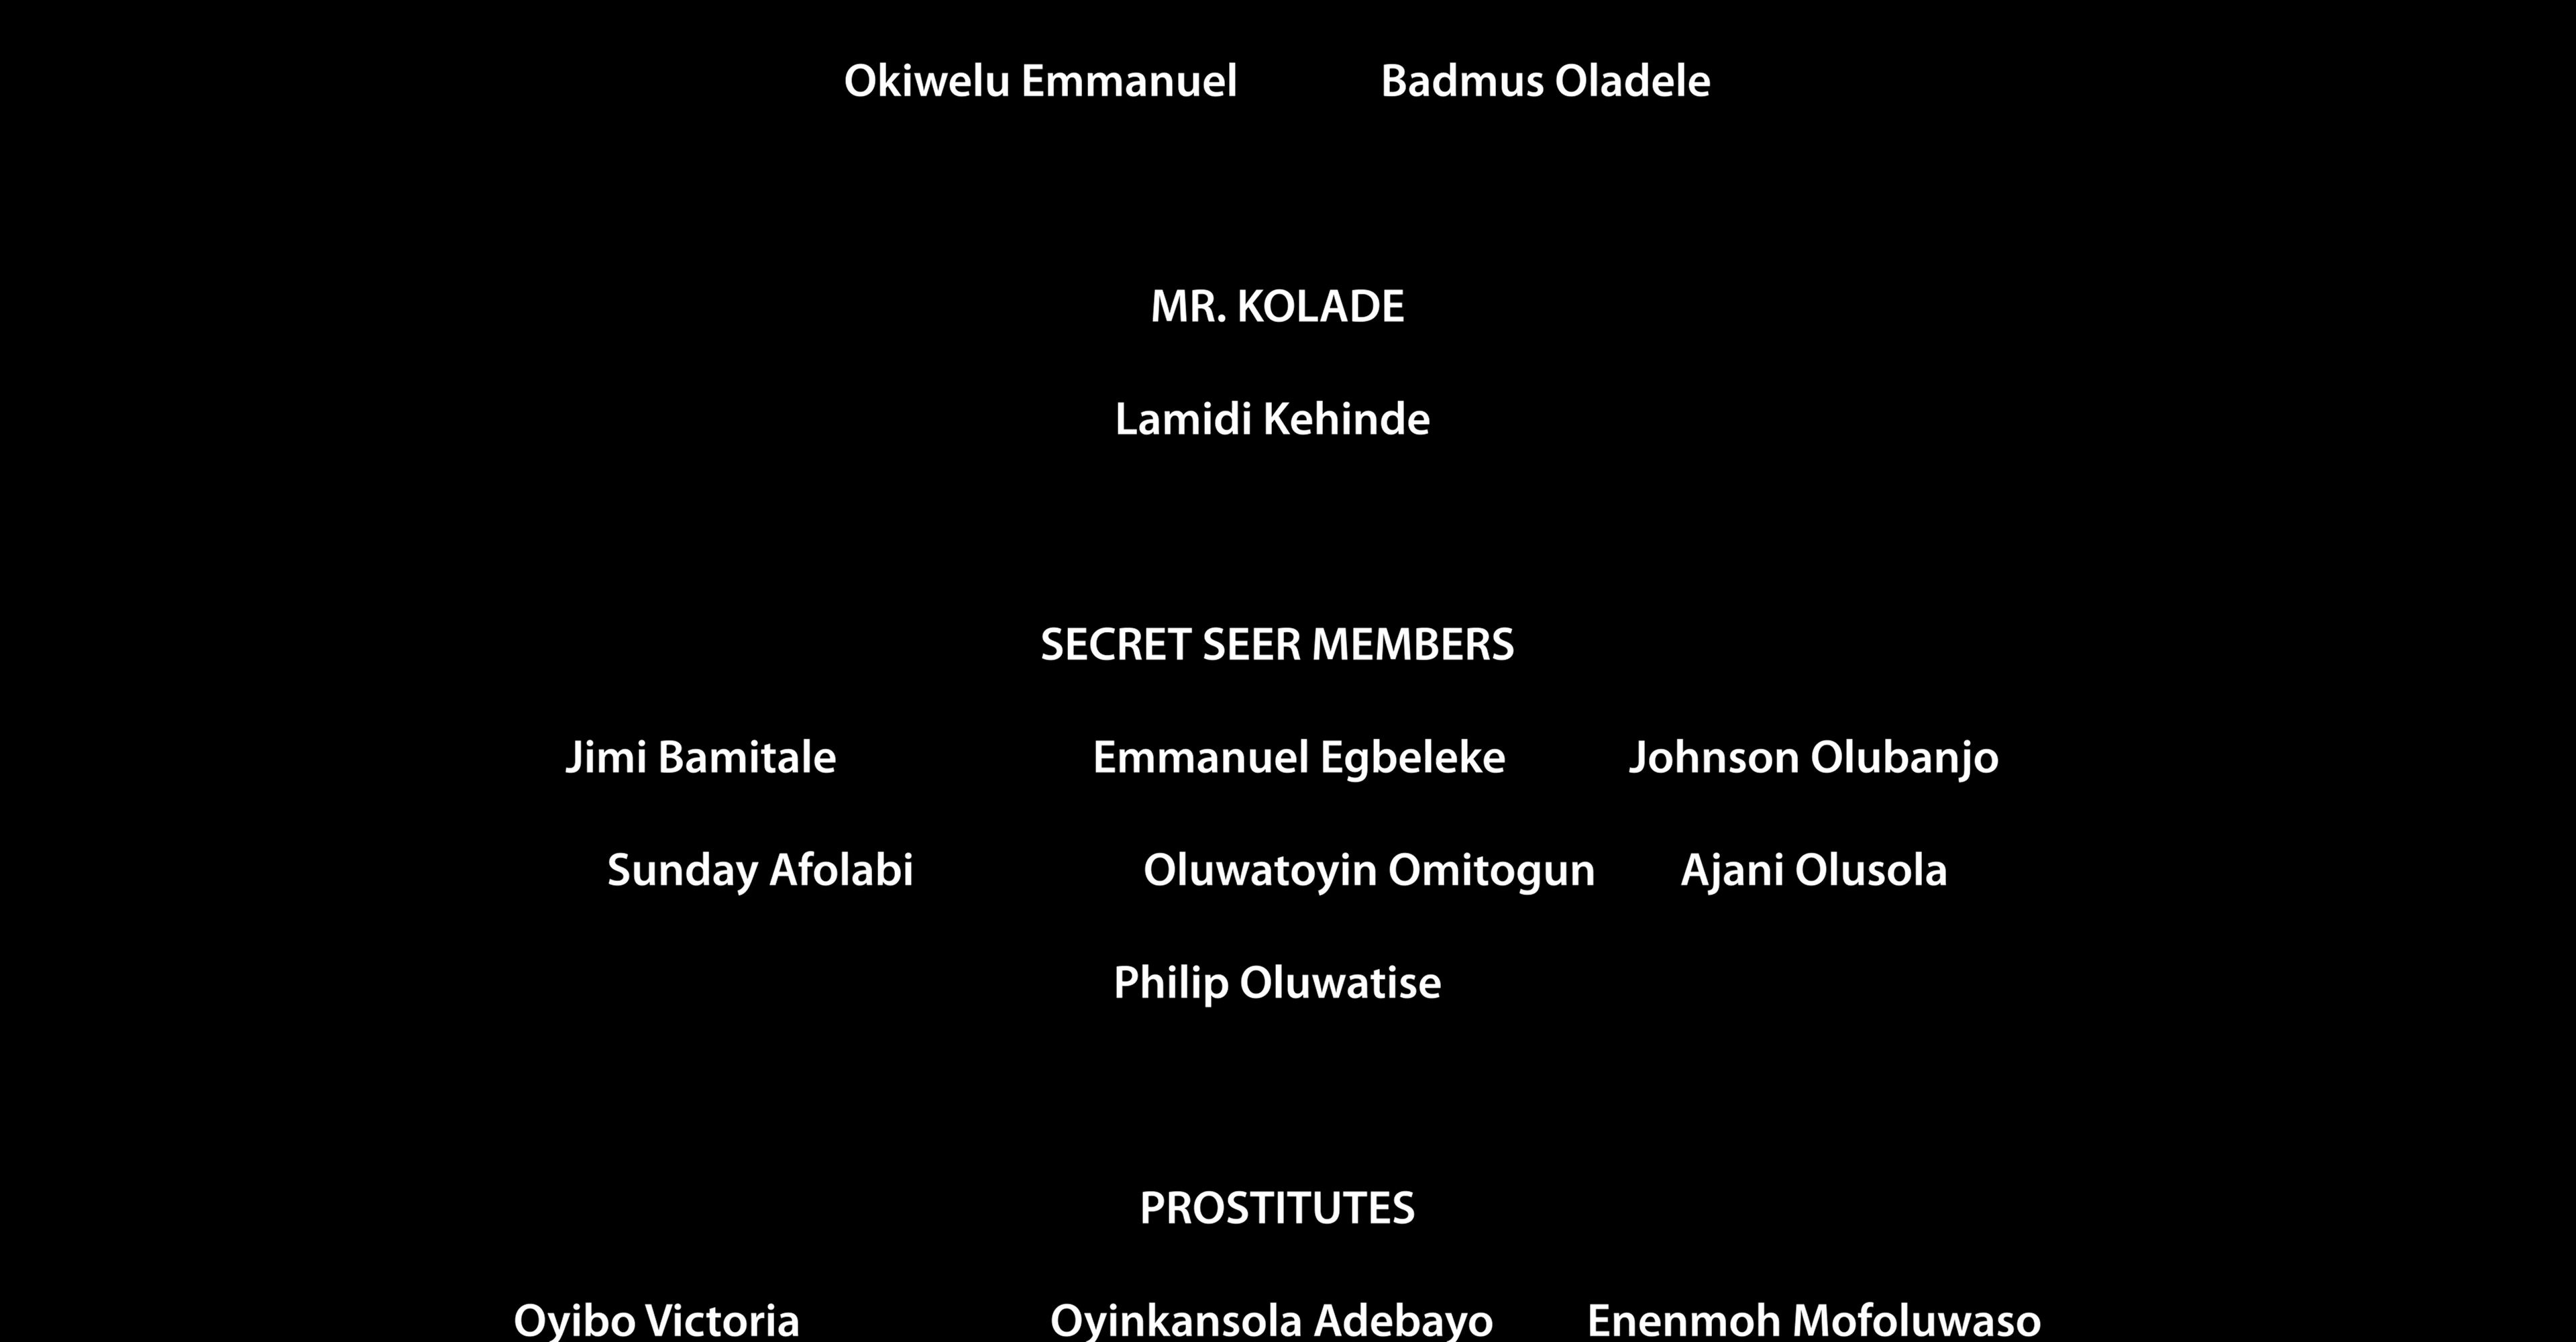 Okiwelu Emmanuel Badmus Oladele
MR. KOLADE
Lamidi Kehinde
SECRET SEER MEMBERS
Jimi Bamitale Emmanuel Egbeleke Johnson Olubanjo
Sunday Afolabi Oluwatoyin Omitogun Ajani Olusola
Philip Oluwatise
PROSTITUTES
Oyibo Victoria Oyinkansola Adebayo Enenmoh Mofoluwaso